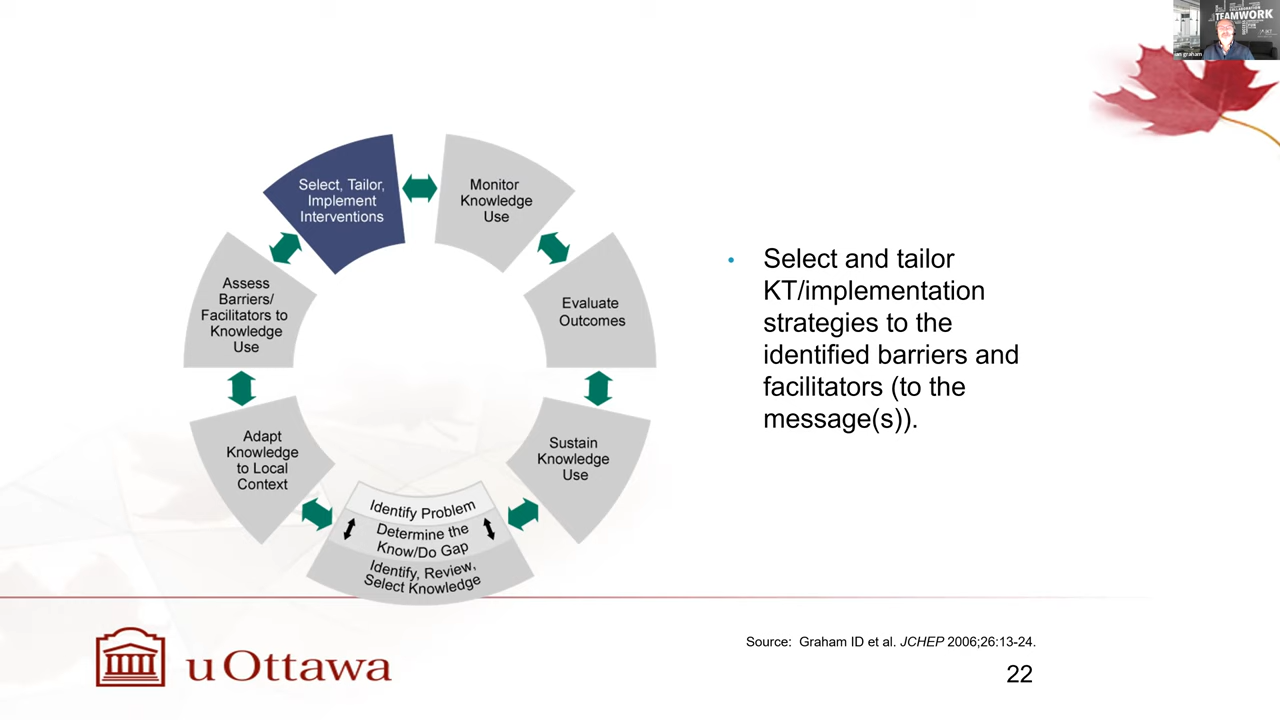 TEAMWORK
Select, Tailor,
Implement
Interventions
Monitor
Knowledge
Use
Assess
Barriers/
Facilitators to
Knowledge
Use
Evaluate
Outcomes
Adapt
Knowledge
to Local
Context
Sustain
Knowledge
Use
Identify Problem
Determine the
Know/Do Gap
Identify, Review,
Select Knowledge
• Select and tailor
KT/implementation
strategies to the
identified barriers and
facilitators (to the
message(s)).
uOttawa
Source: Graham ID et al. JCHEP 2006;26:13-24.
22